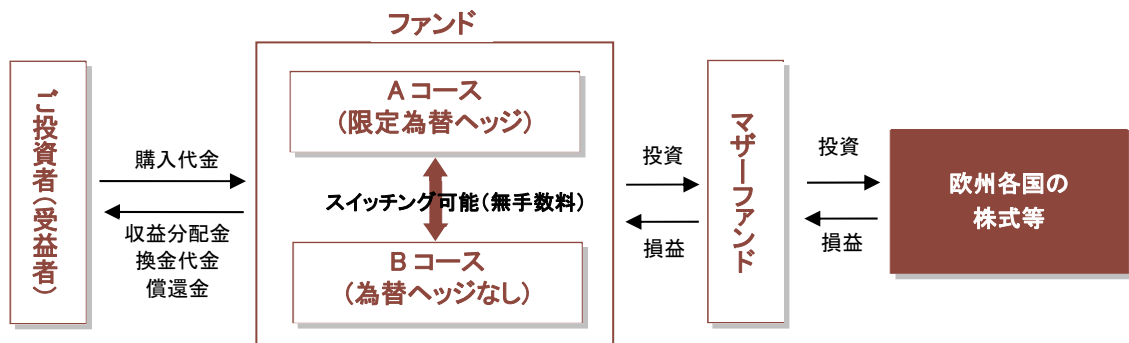 ファンド
ご投資者(受益者)
購入代金
収益分配金
換金代金
償還金
Aコース
(限定為替ヘッジ)
スイッチング可能(無手数料)
Bコース
(為替ヘッジなし)
投資
損益
マザーファンド
投資
損益
欧州各国の
株式等